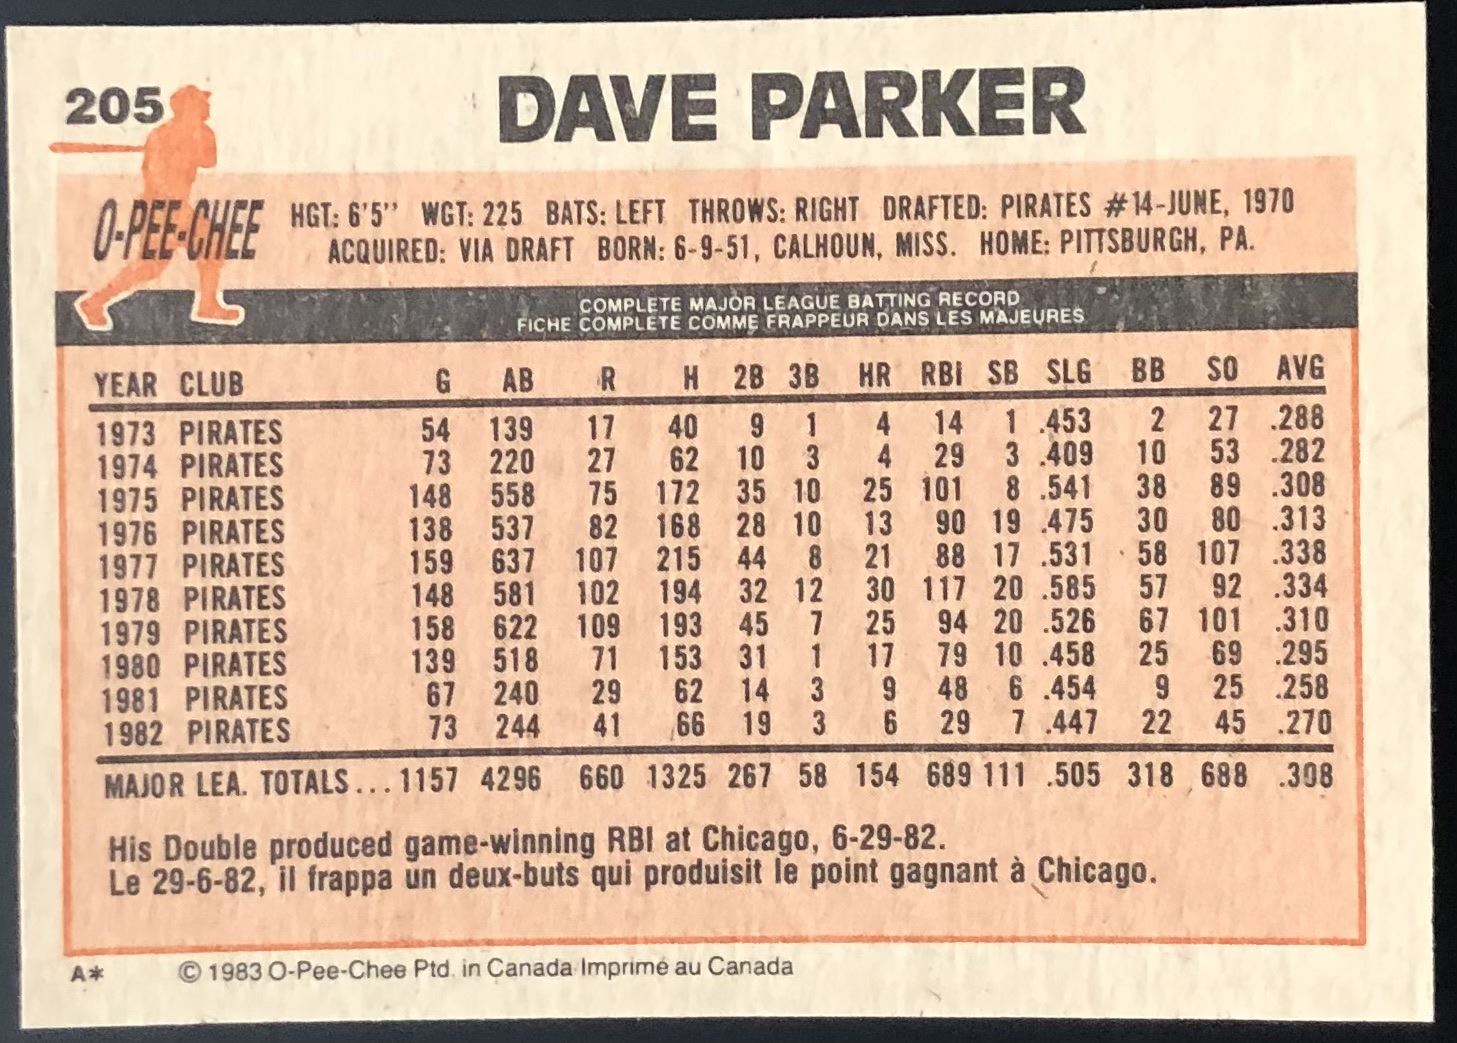 205
DAVE PARKER
O-PEE-CHEE
HGT: 6'5'' WGT: 225 BATS: LEFT THROWS: RIGHT DRAFTED: PIRATES #14-JUNE, 1970
ACQUIRED: VIA DRAFT BORN: 6-9-51, CALHOUN, MISS. HOME: PITTSBURGH, PA.
COMPLETE MAJOR LEAGUE BATTING RECORD
FICHE COMPLETE COMME FRAPPEUR DANS LES MAJEURES
YEAR CLUB G AB R H 2B 3B HR RBI SB SLG BB SO AVG
1973 PIRATES 54 139 17 40 9 1 4 14 1 .453 2 27 .288
1974 PIRATES 73 220 27 62 10 3 4 29 3 .409 10 53 .282
1975 PIRATES 148 558 75 172 35 10 25 101 8 .541 38 89 .308
1976 PIRATES 138 537 82 168 28 10 13 90 19 .475 30 80 .313
1977 PIRATES 159 637 107 215 44 8 21 88 17 .531 58 107 .338
1978 PIRATES 148 581 102 194 32 12 30 117 20 .585 57 92 .334
1979 PIRATES 158 622 109 193 45 7 25 94 20 .526 67 101 .310
1980 PIRATES 139 518 71 153 31 1 17 79 10 .458 25 69 .295
1981 PIRATES 67 240 29 62 14 3 9 48 6 .454 9 25 .258
1982 PIRATES 73 244 41 66 19 3 6 29 7 .447 22 45 .270
MAJOR LEA. TOTALS... 1157 4296 660 1325 267 58 154 689 111 .505 318 688 .308
His Double produced game-winning RBI at Chicago, 6-29-82.
Le 29-6-82, il frappa un deux-buts qui produisit le point gagnant à Chicago.
A* © 1983 O-Pee-Chee Ptd. in Canada Imprimé au Canada